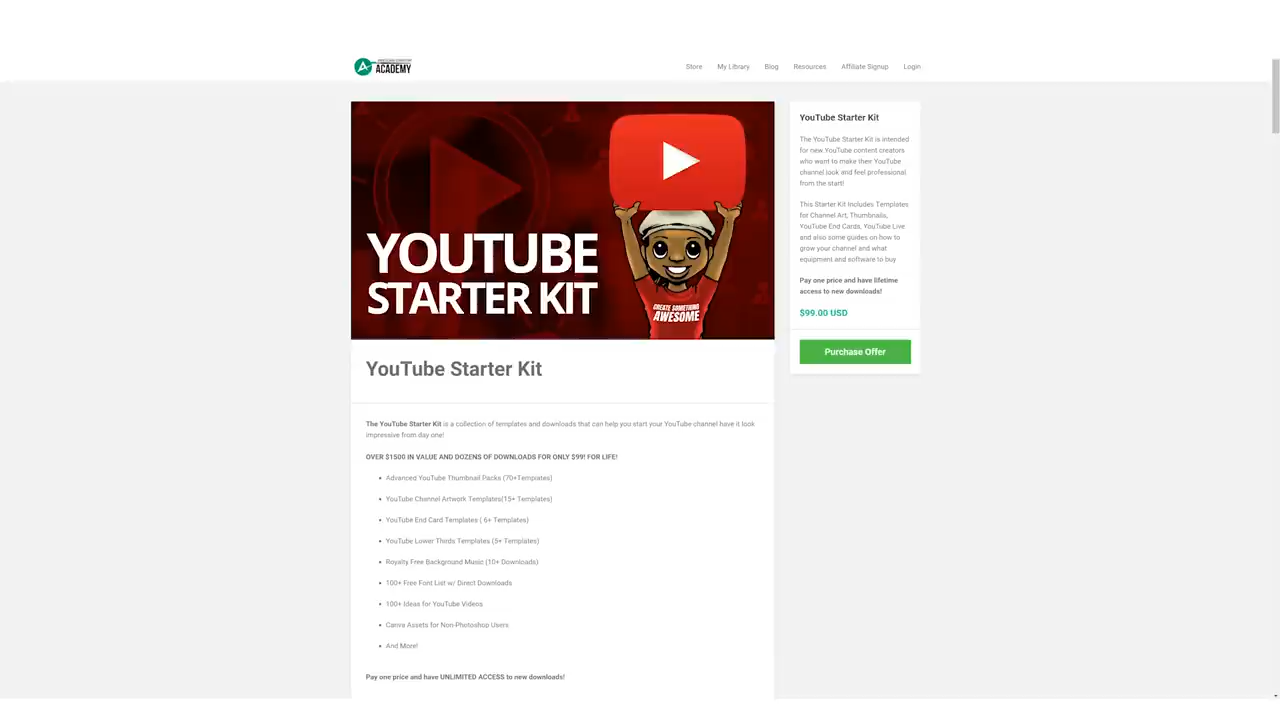 ACADEMY
Store My Library Blog Resources Affiliate Signup Login
YOUTUBE
STARTER KIT
CREATE SOMETHING
AWESOME
YouTube Starter Kit
The YouTube Starter Kit is a collection of templates and downloads that can help you start your YouTube channel have it look
impressive from day one!
OVER $1500 IN VALUE AND DOZENS OF DOWNLOADS FOR ONLY $99! FOR LIFE!
• Advanced YouTube Thumbnail Packs (70+Templates)
• YouTube Channel Artwork Templates(15+ Templates)
• YouTube End Card Templates ( 6+ Templates)
• YouTube Lower Thirds Templates (5+ Templates)
• Royalty Free Background Music (10+ Downloads)
• 100+ Free Font List w/ Direct Downloads
• 100+ Ideas for YouTube Videos
• Canva Assets for Non-Photoshop Users
• And More!
Pay one price and have UNLIMITED ACCESS to new downloads!
YouTube Starter Kit
The YouTube Starter Kit is intended
for new YouTube content creators
who want to make their YouTube
channel look and feel professional
from the start!
This Starter Kit Includes Templates
for Channel Art, Thumbnails,
YouTube End Cards, YouTube Live
and also some guides on how to
grow your channel and what
equipment and software to buy
Pay one price and have lifetime
access to new downloads!
$99.00 USD
Purchase Offer